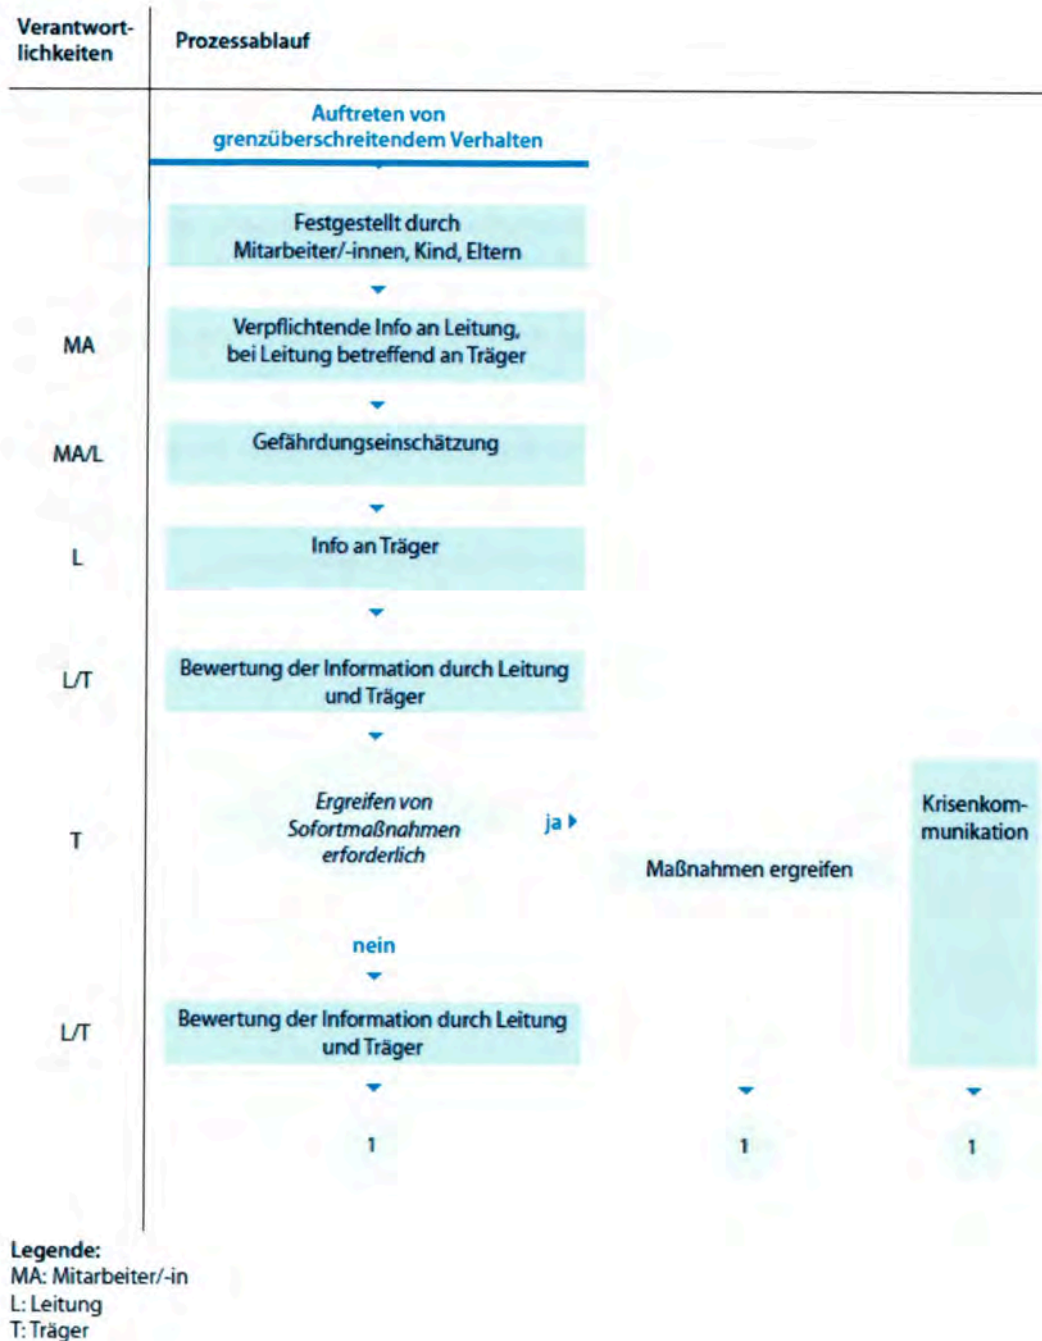 Verantwort-
lichkeiten
Prozessablauf
Auftreten von
grenzüberschreitendem Verhalten
Festgestellt durch
Mitarbeiter/-innen, Kind, Eltern
MA
Verpflichtende Info an Leitung,
bei Leitung betreffend an Träger
MA/L
Gefährdungseinschätzung
L
Info an Träger
L/T
Bewertung der Information durch Leitung
und Träger
T
Ergreifen von
Sofortmaßnahmen
erforderlich
ja
Maßnahmen ergreifen
Krisenkom-
munikation
nein
L/T
Bewertung der Information durch Leitung
und Träger
1
1
1
Legende:
MA: Mitarbeiter/-in
L: Leitung
T: Träger